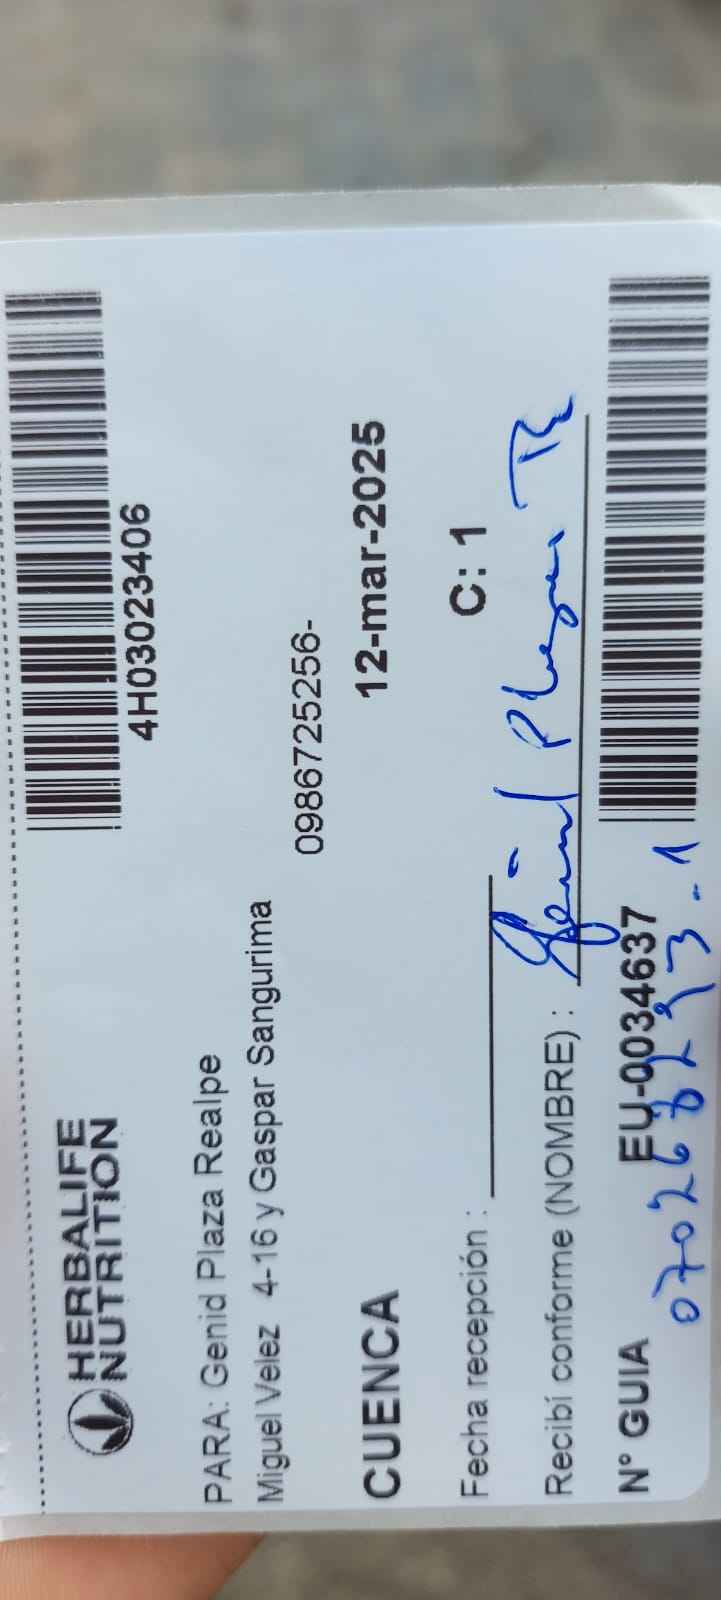 HERBALIFE
NUTRITION
4H03023406
PARA: Genid Plaza Realpe
Miguel Velez 4-16 y Gaspar Sangurima
0986725256-
CUENCA 12-mar-2025
Fecha recepción : C: 1
Recibí conforme (NOMBRE) :
N° GUIA EU-0034637